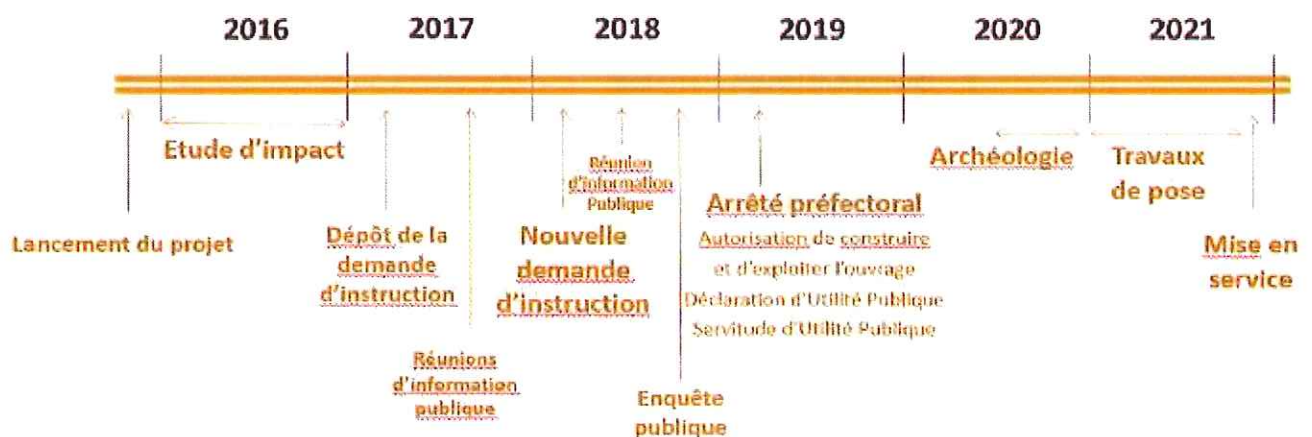 2016 2017 2018 2019 2020 2021
Etude d'impact
Lancement du projet
Dépôt de la
demande
d'instruction
Réunions
d'information
publique
Nouvelle
demande
d'instruction
Réunion
d'information
Publique
Enquête
publique
Arrêté préfectoral
Autorisation de construire
et d'exploiter l'ouvrage
Déclaration d'Utilité Publique
Servitude d'Utilité Publique
Archéologie
Travaux
de pose
Mise en
service